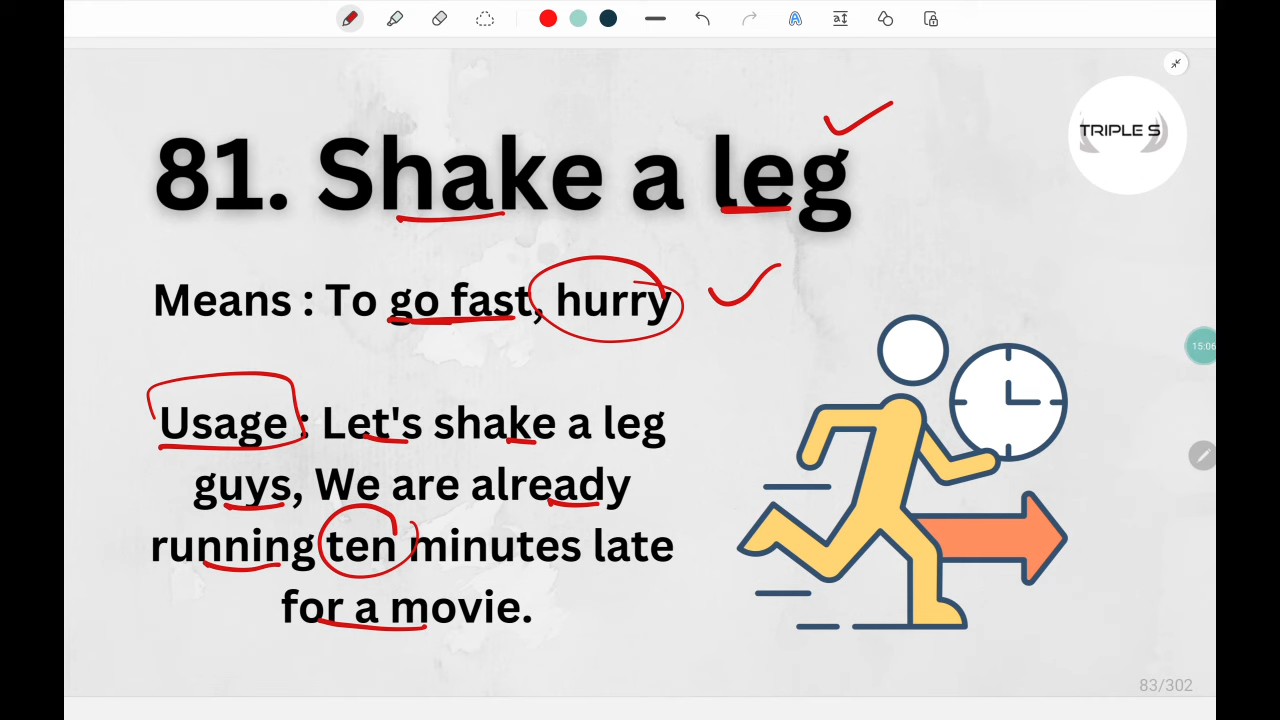 TRIPLE S
81. Shake a leg
Means : To go fast, hurry
Usage : Let's shake a leg
guys, We are already
running ten minutes late
for a movie.
15:06
83/302